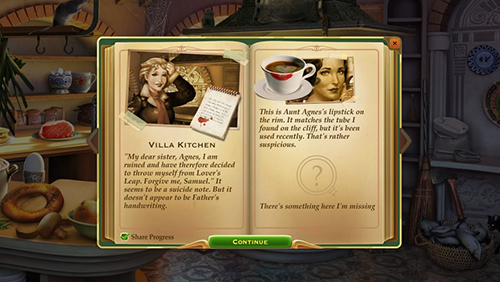 VILLA KITCHEN
"My dear sister, Agnes, I am
ruined and have therefore decided
to throw myself from Lover's
Leap. Forgive me, Samuel." It
seems to be a suicide note. But it
doesn't appear to be Father's
handwriting.
Share Progress
This is Aunt Agnes's lipstick on
the rim. It matches the tube I
found on the cliff, but it's been
used recently. That's rather
suspicious.
?
There's something here I'm missing
CONTINUE